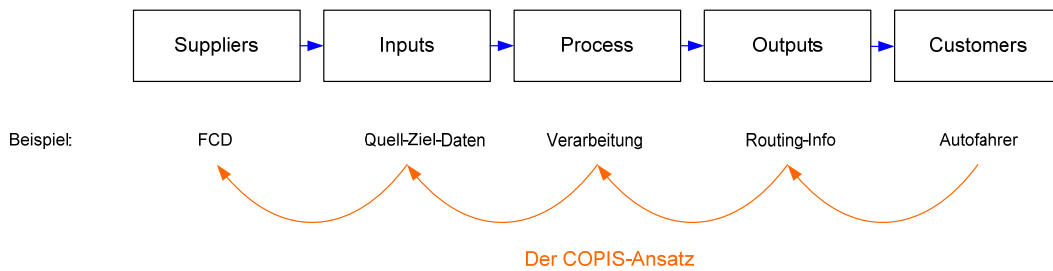 Suppliers Inputs Process Outputs Customers
Beispiel: FCD Quell-Ziel-Daten Verarbeitung Routing-Info Autofahrer
Der COPIS-Ansatz